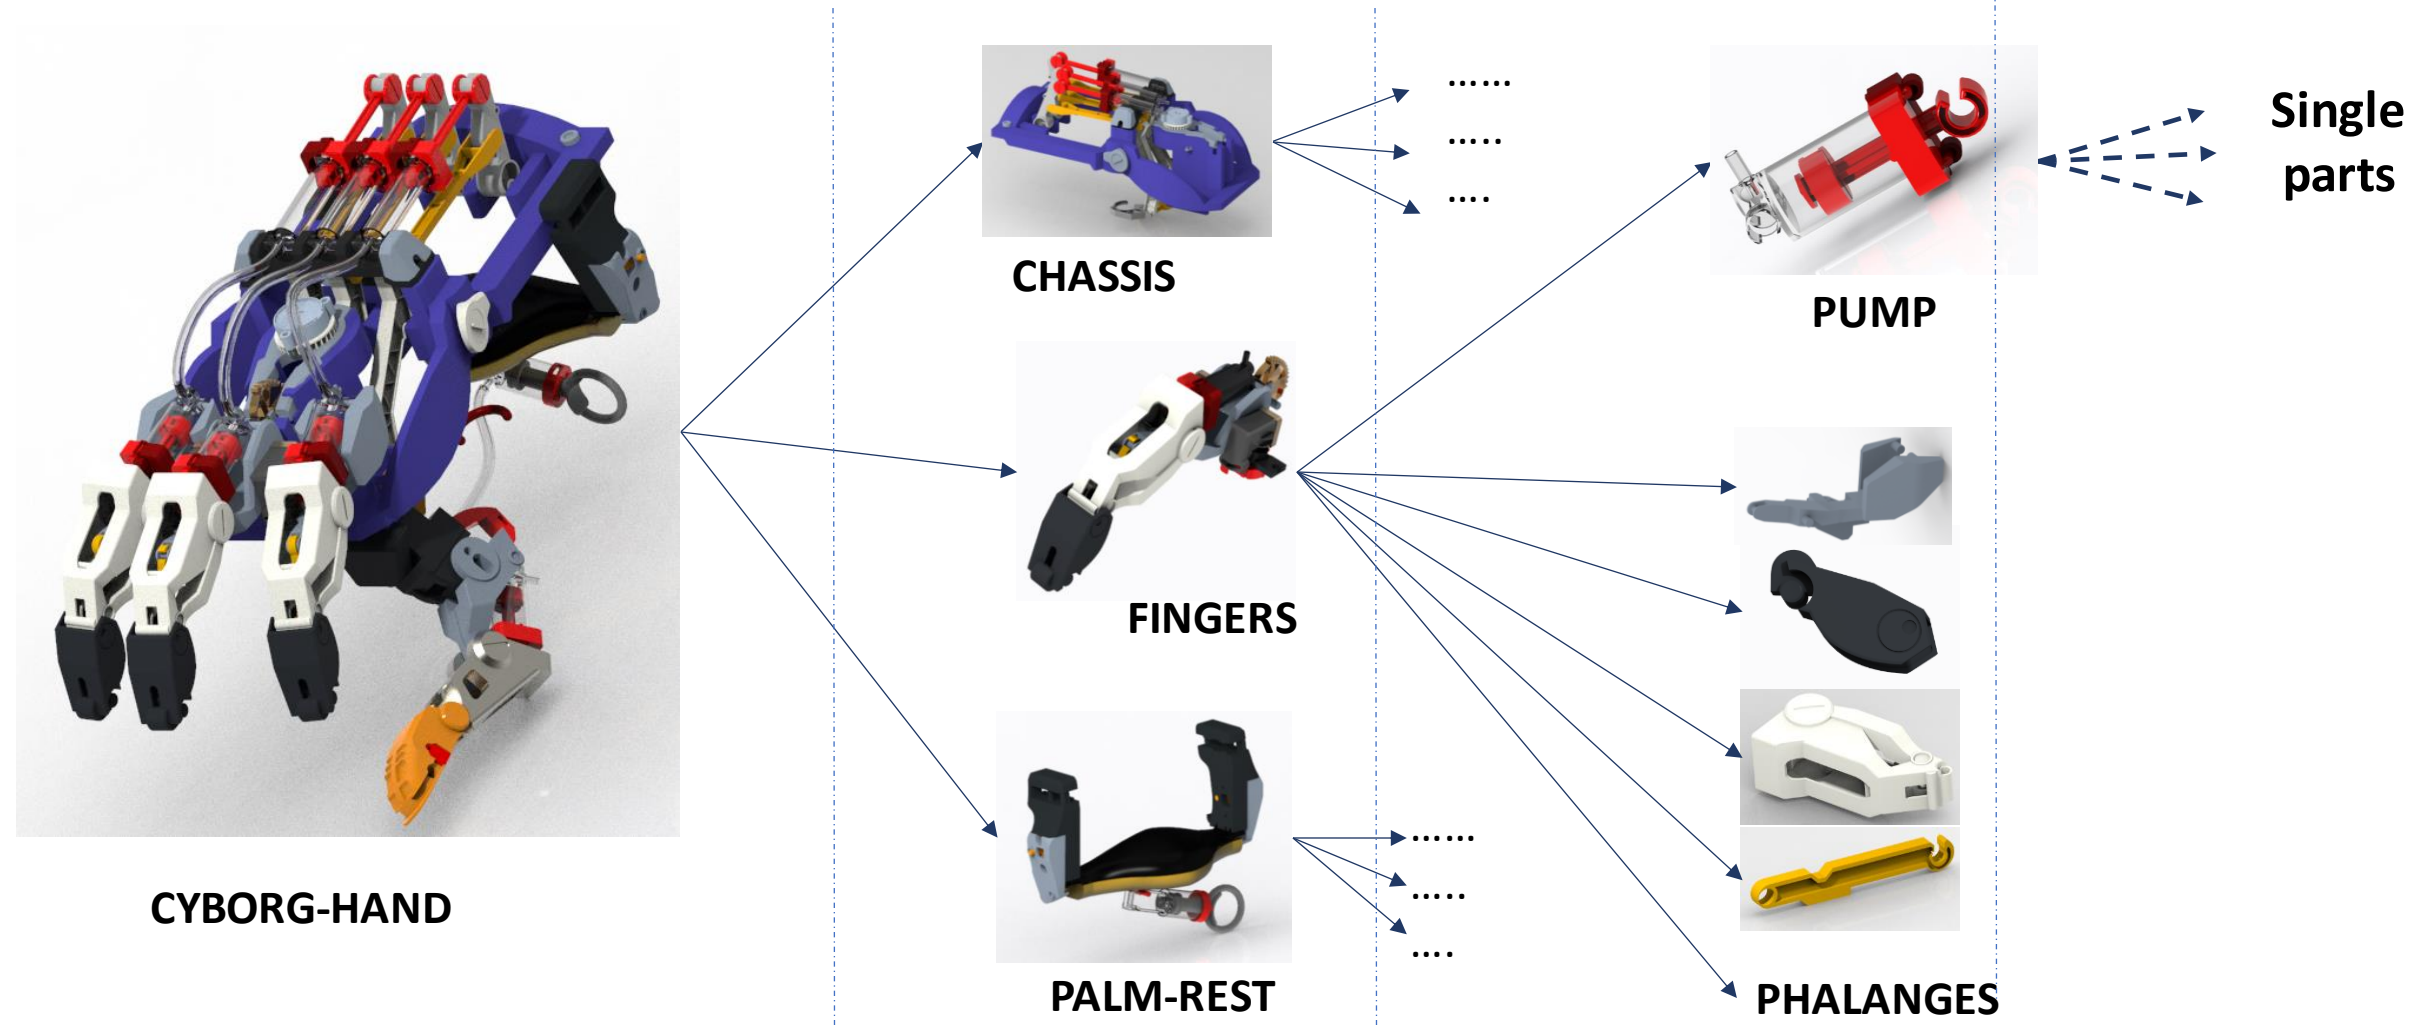 CYBORG-HAND
CHASSIS
FINGERS
PALM-REST
......
.....
....
......
.....
....
PUMP
PHALANGES
Single
parts